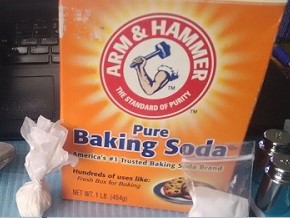 ARM & HAMMER
THE STANDARD OF PURITY
TM
TM
Pure
Baking Soda
America's #1 Trusted Baking Soda Brand
Hundreds of uses like:
Fresh Box for Baking
NET WT. 1 LB. (454g)